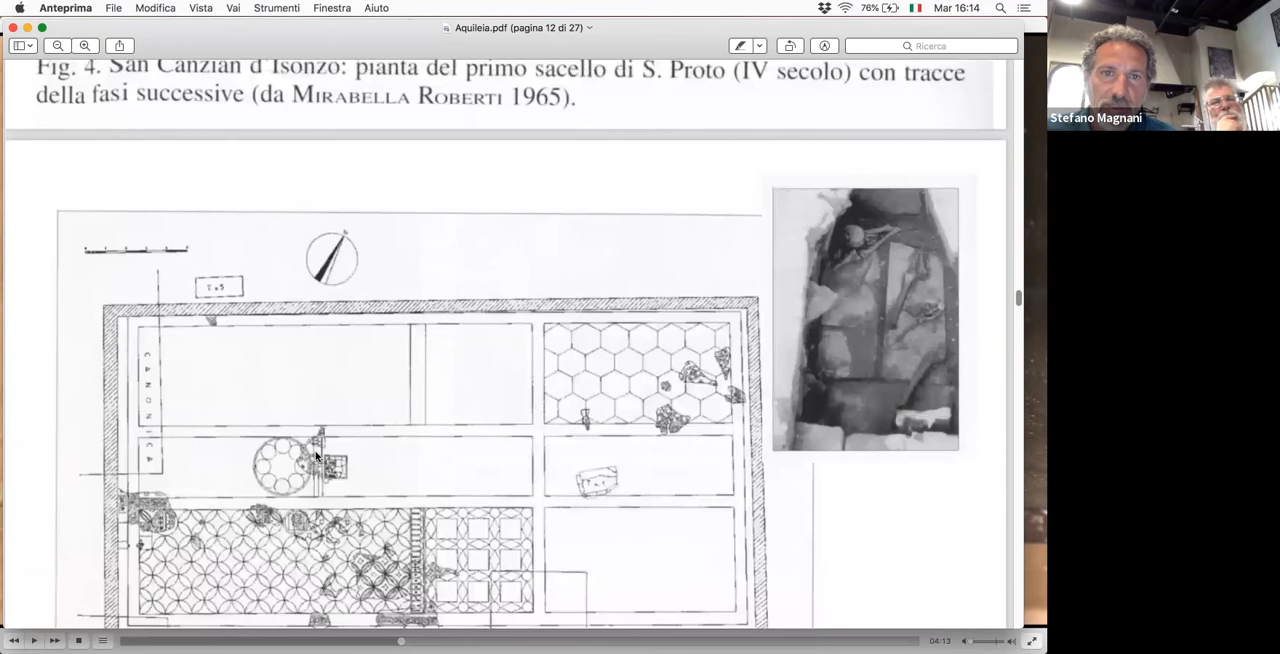 Anteprima File Modifica Vista Vai Strumenti Finestra Aiuto 76% Mar 16:14
Aquileia.pdf (pagina 12 di 27)
Ricerca
Fig. 4. San Canzian d'Isonzo: pianta del primo sacello di S. Proto (IV secolo) con tracce
della fasi successive (da MIRABELLA ROBERTI 1965).
Stefano Magnani
CANONICA
04:13